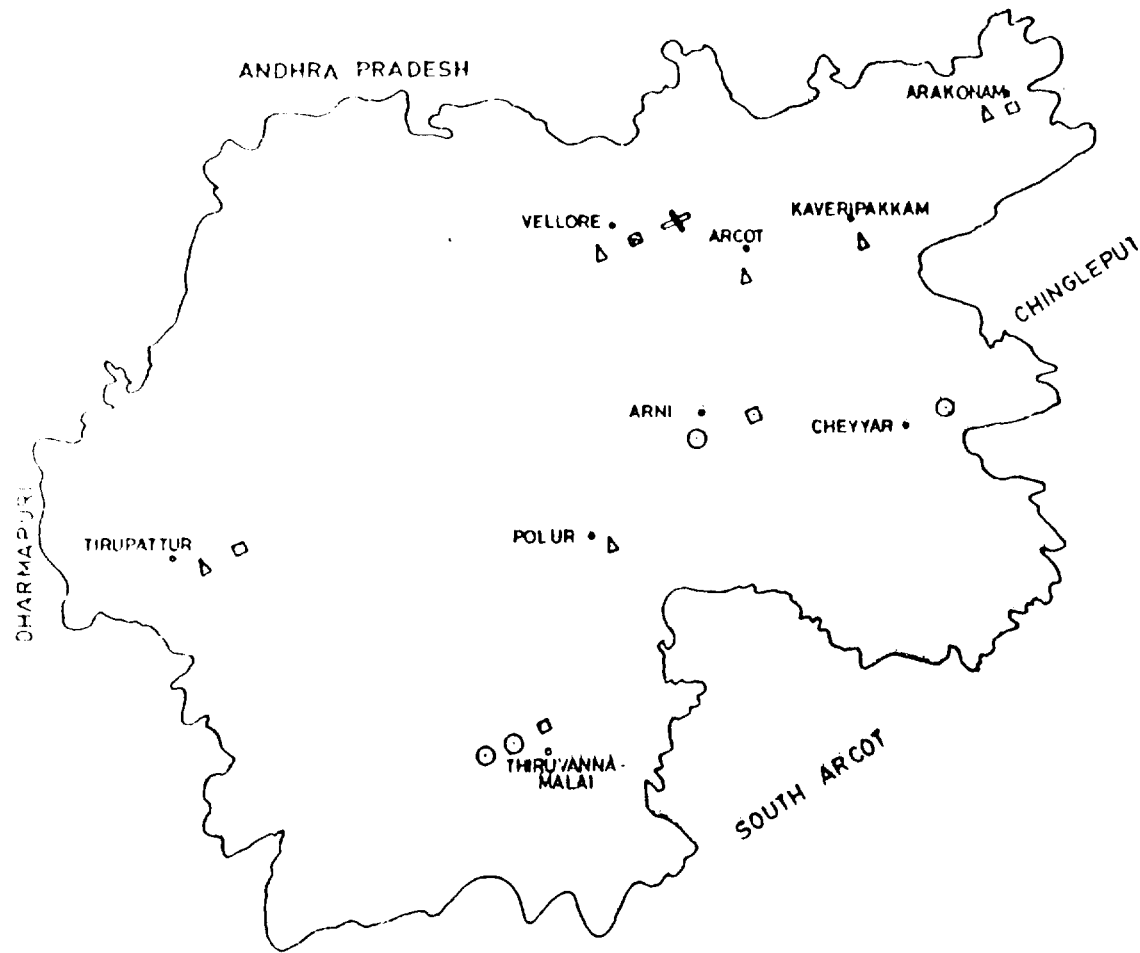 ANDHRA PRADESH
ARAKONAM
KAVERIPAKKAM
VELLORE
ARCOT
CHINGLEPUT
ARNI
CHEYYAR
DHARMAPURI
TIRUPATTUR
POLUR
THIRUVANNA-
MALAI
SOUTH ARCOT